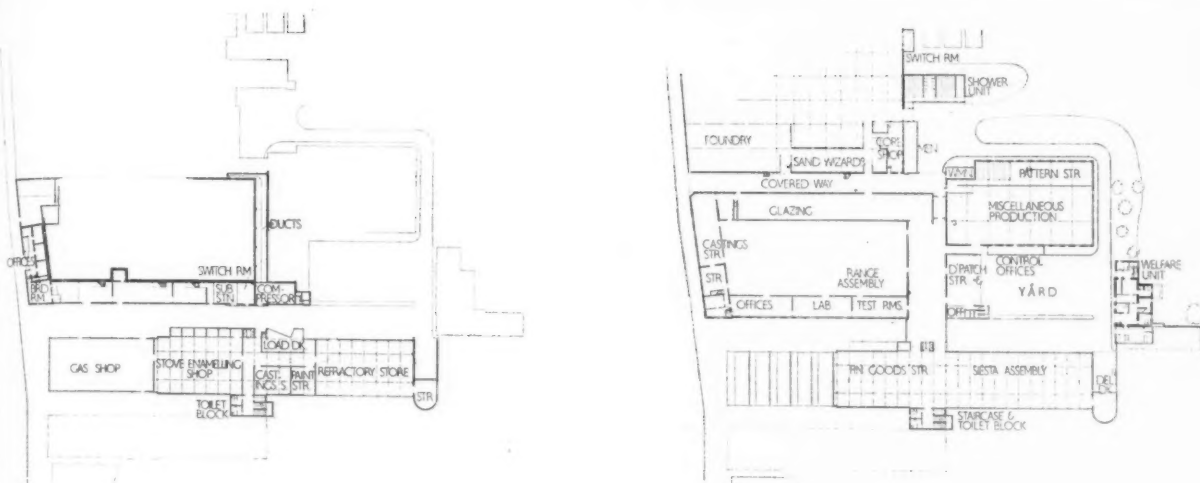 DUCTS
OFFICES
SWITCH RM
BRD
RM
SUB
STN
COM-
PRESSOR
LOAD DK
GAS SHOP
STOVE ENAMELLING
SHOP
CAST-
INGS S
PAINT
STR
REFRACTORY STORE
STR
TOILET
BLOCK
SWITCH RM
SHOWER
UNIT
FOUNDRY
SAND WIZARDS
CORE
SHOP
MEN
COVERED WAY
WMN
PATTERN STR
GLAZING
MISCELLANEOUS
PRODUCTION
CASTINGS
STR
STR
RANGE
ASSEMBLY
D'PATCH
STR
CONTROL
OFFICES
WELFARE
UNIT
YARD
OFFICES
LAB
TEST RMS
FIN GOODS STR
SIESTA ASSEMBLY
DEL
DK
STAIRCASE &
TOILET BLOCK